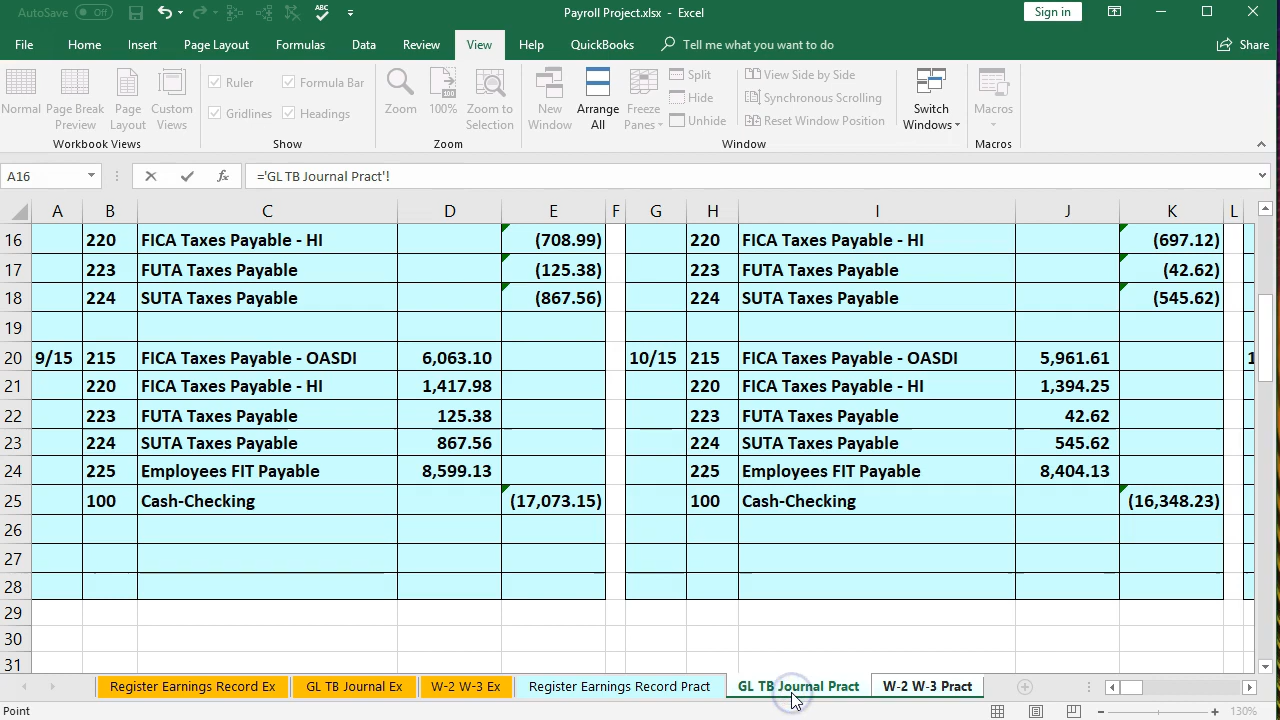 AutoSave Off Payroll Project.xlsx - Excel Sign in
File Home Insert Page Layout Formulas Data Review View Help QuickBooks Tell me what you want to do Share
Normal Page Break Preview Page Layout Custom Views
Workbook Views
Ruler Formula Bar
Gridlines Headings
Show
Zoom 100% Zoom to Selection
Zoom
New Window Arrange All Freeze Panes
Split
Hide
Unhide
View Side by Side
Synchronous Scrolling
Reset Window Position
Switch Windows
Window
Macros
Macros
A16 fx ='GL TB Journal Pract'!
A B C D E F G H I J K L
16 220 FICA Taxes Payable - HI (708.99) 220 FICA Taxes Payable - HI (697.12)
17 223 FUTA Taxes Payable (125.38) 223 FUTA Taxes Payable (42.62)
18 224 SUTA Taxes Payable (867.56) 224 SUTA Taxes Payable (545.62)
19
20 9/15 215 FICA Taxes Payable - OASDI 6,063.10 10/15 215 FICA Taxes Payable - OASDI 5,961.61 1
21 220 FICA Taxes Payable - HI 1,417.98 220 FICA Taxes Payable - HI 1,394.25
22 223 FUTA Taxes Payable 125.38 223 FUTA Taxes Payable 42.62
23 224 SUTA Taxes Payable 867.56 224 SUTA Taxes Payable 545.62
24 225 Employees FIT Payable 8,599.13 225 Employees FIT Payable 8,404.13
25 100 Cash-Checking (17,073.15) 100 Cash-Checking (16,348.23)
26
27
28
29
30
31
Register Earnings Record Ex GL TB Journal Ex W-2 W-3 Ex Register Earnings Record Pract GL TB Journal Pract W-2 W-3 Pract
Point 130%